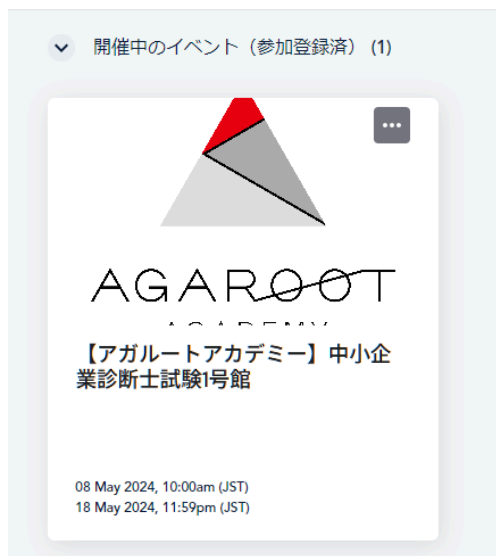 開催中のイベント（参加登録済）(1)
AGAROOT
ACADEMY
【アガルートアカデミー】中小企
業診断士試験1号館
08 May 2024, 10:00am (JST)
18 May 2024, 11:59pm (JST)